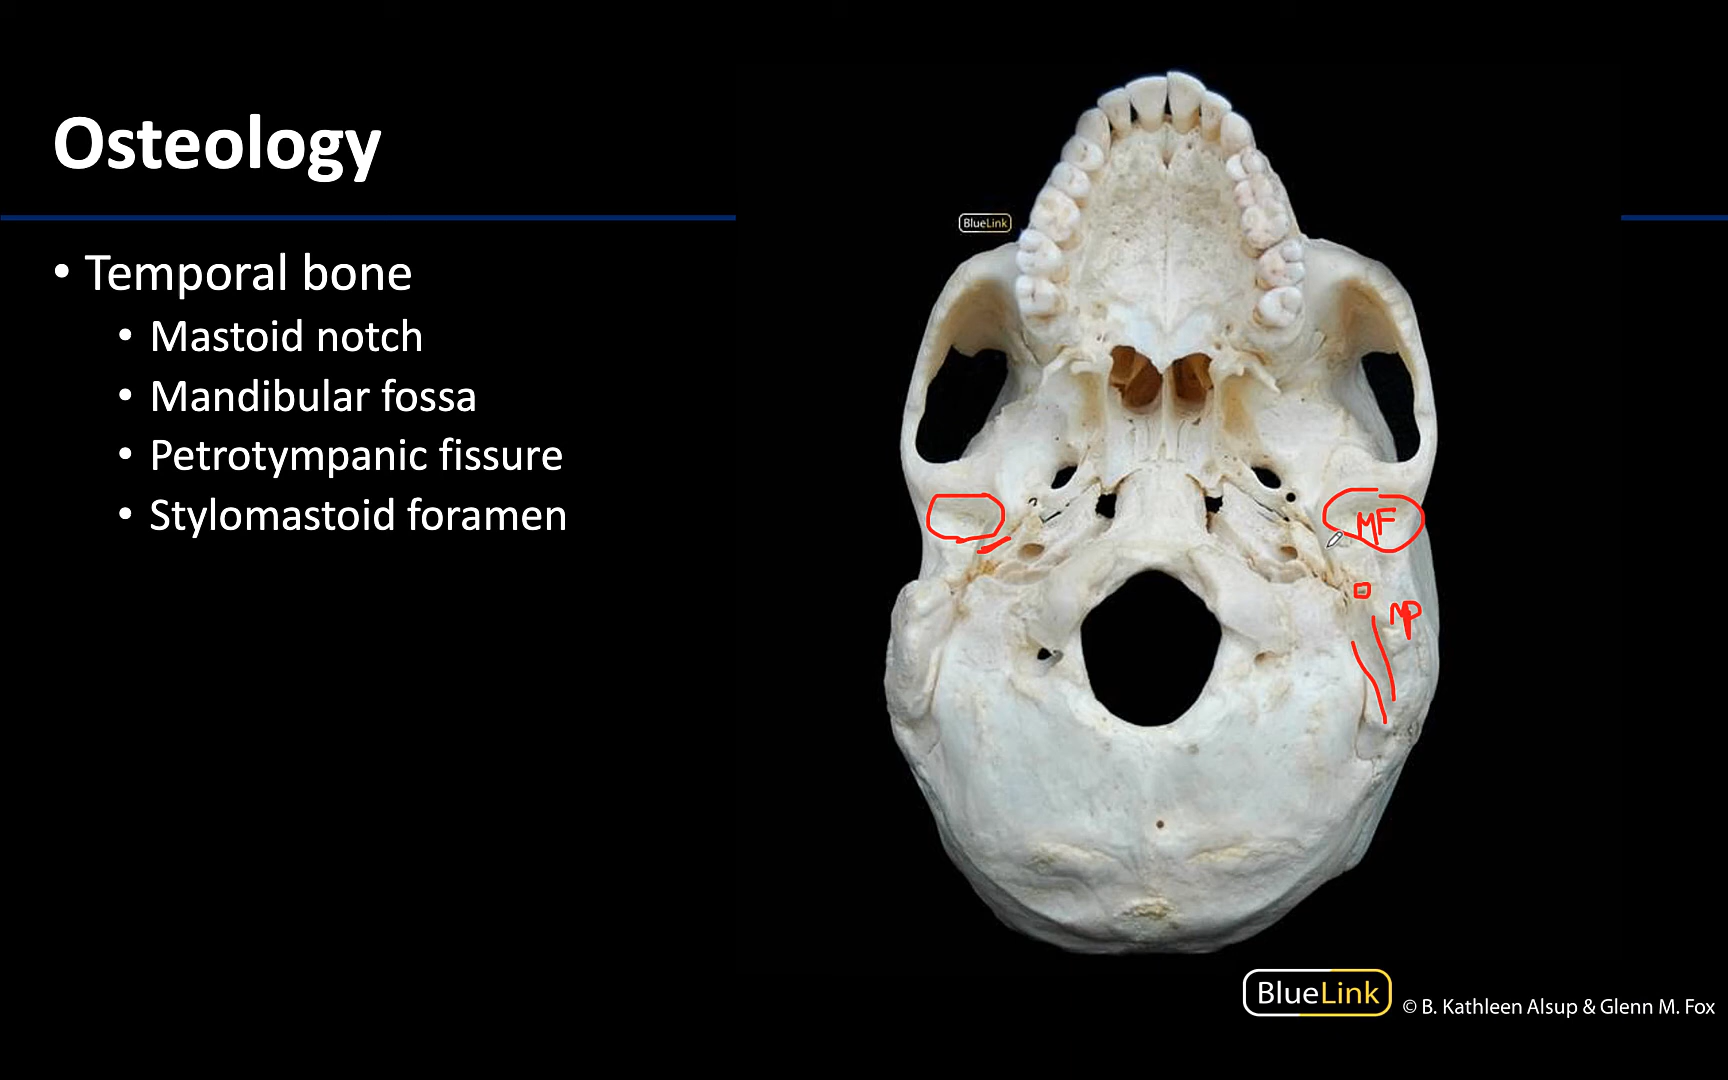 Osteology
BlueLink
• Temporal bone
• Mastoid notch
• Mandibular fossa
• Petrotympanic fissure
• Stylomastoid foramen
MF
MP
BlueLink
© B. Kathleen Alsup & Glenn M. Fox